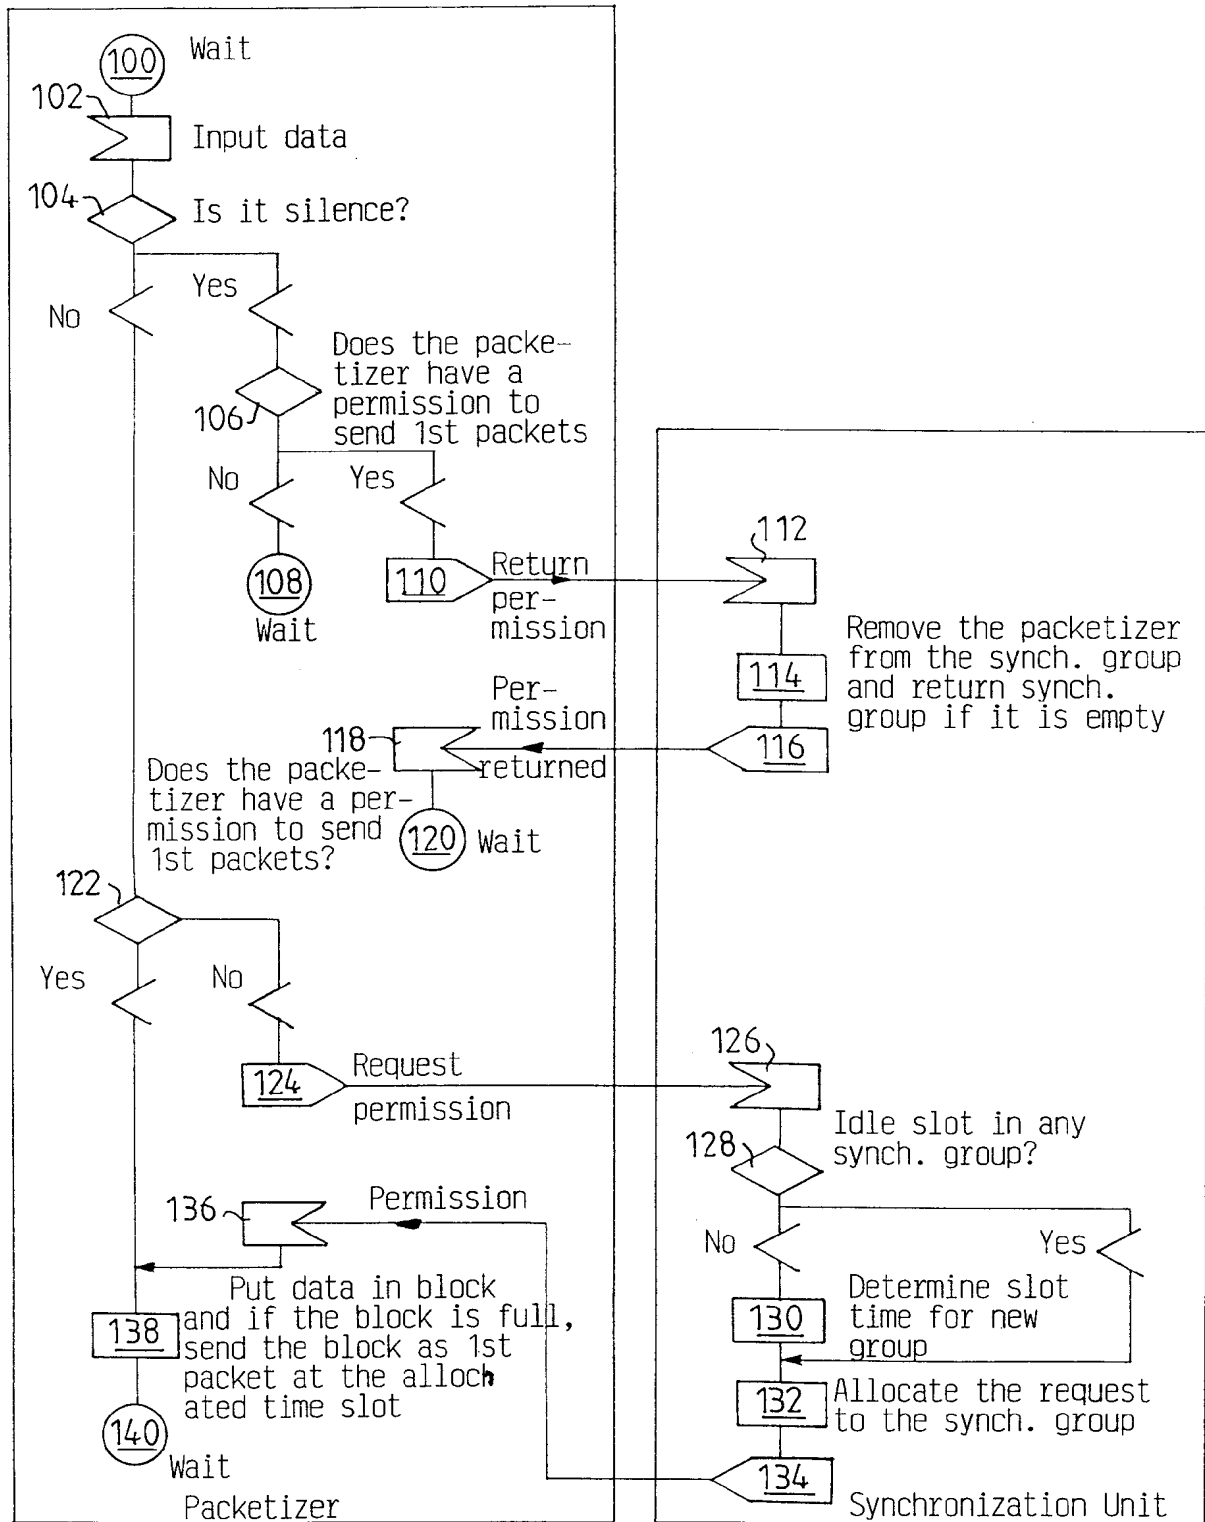 100
Wait
102
Input data
104
Is it silence?
No
Yes
Does the packe-
tizer have a
permission to
send 1st packets
106
No
Yes
108
Wait
110
Return
per-
mission
112
Remove the packetizer
from the synch. group
and return synch.
group if it is empty
114
116
Per-
mission
returned
118
120
Wait
Does the packe-
tizer have a per-
mission to send
1st packets?
122
Yes
No
124
Request
permission
126
Idle slot in any
synch. group?
128
No
Yes
Determine slot
time for new
group
130
132
Allocate the request
to the synch. group
134
Permission
136
Put data in block
and if the block is full,
send the block as 1st
packet at the alloch
ated time slot
138
140
Wait
Packetizer
Synchronization Unit